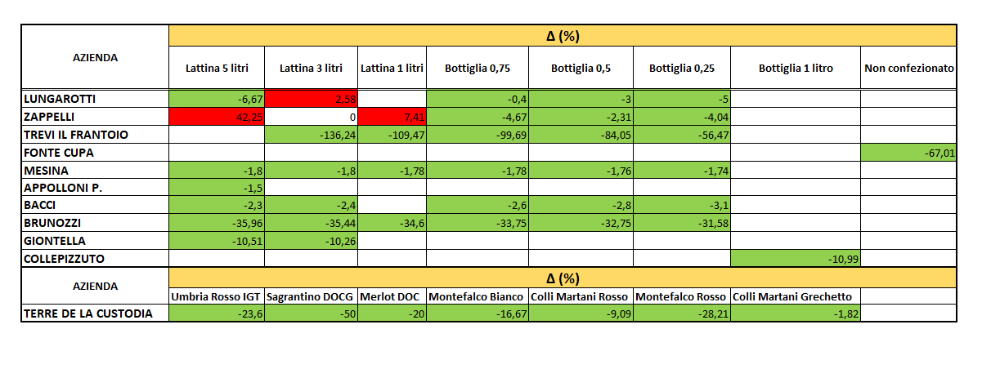 Δ (%)
AZIENDA
Lattina 5 litri Lattina 3 litri Lattina 1 litri Bottiglia 0,75 Bottiglia 0,5 Bottiglia 0,25 Bottiglia 1 litro Non confezionato
LUNGAROTTI -6,67 2,58 -0,4 -3 -5
ZAPPELLI 42,25 0 7,41 -4,67 -2,31 -4,04
TREVI IL FRANTOIO -136,24 -109,47 -99,69 -84,05 -56,47
FONTE CUPA -67,01
MESINA -1,8 -1,8 -1,78 -1,78 -1,76 -1,74
APPOLLONI P. -1,5
BACCI -2,3 -2,4 -2,6 -2,8 -3,1
BRUNOZZI -35,96 -35,44 -34,6 -33,75 -32,75 -31,58
GIONTELLA -10,51 -10,26
COLLEPIZZUTO -10,99
Δ (%)
AZIENDA
Umbria Rosso IGT Sagrantino DOCG Merlot DOC Montefalco Bianco Colli Martani Rosso Montefalco Rosso Colli Martani Grechetto
TERRE DE LA CUSTODIA -23,6 -50 -20 -16,67 -9,09 -28,21 -1,82